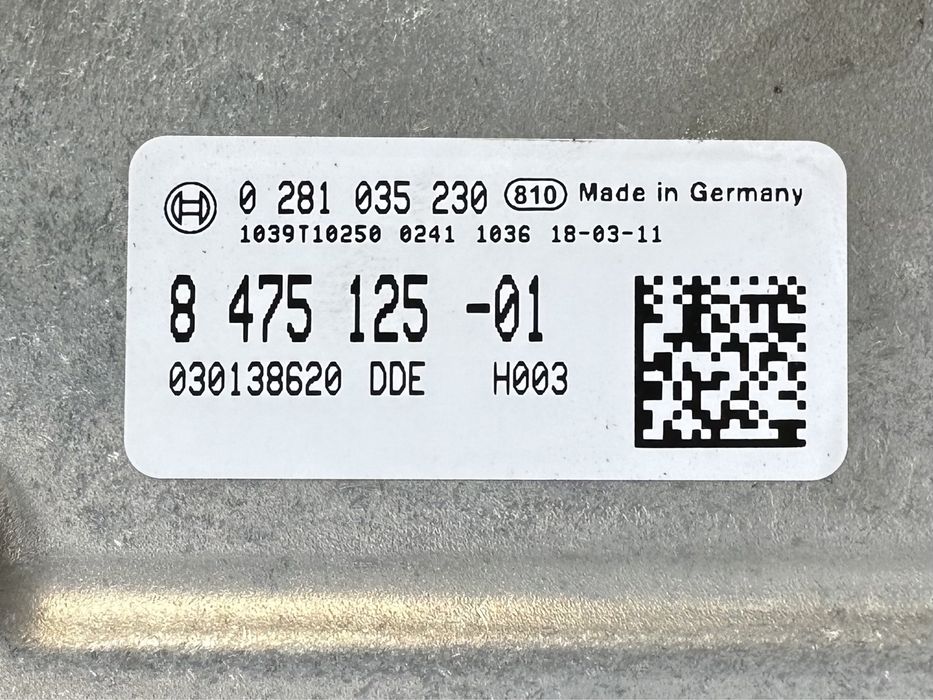 0 281 035 230 810 Made in Germany
1039T10250 0241 1036 18-03-11
8 475 125 -01
030138620 DDE H003